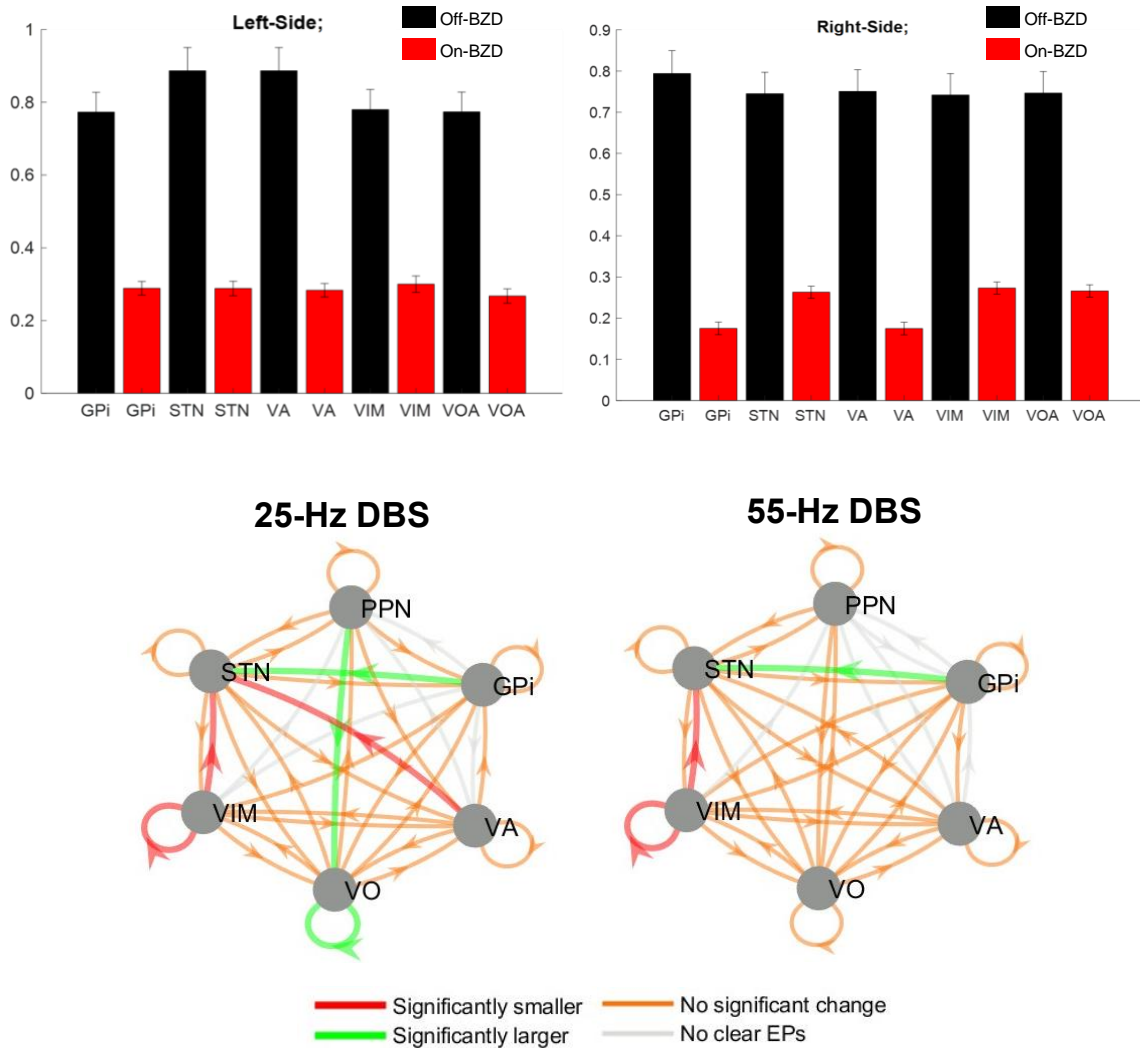 Left-Side;
Off-BZD
On-BZD
1
0.8
0.6
0.4
0.2
0
GPi GPi STN STN VA VA VIM VIM VOA VOA
Right-Side;
Off-BZD
On-BZD
0.9
0.8
0.7
0.6
0.5
0.4
0.3
0.2
0.1
0
GPi GPi STN STN VA VA VIM VIM VOA VOA
25-Hz DBS
PPN
STN
GPi
VIM
VA
VO
55-Hz DBS
PPN
STN
GPi
VIM
VA
VO
Significantly smaller
No significant change
Significantly larger
No clear EPs